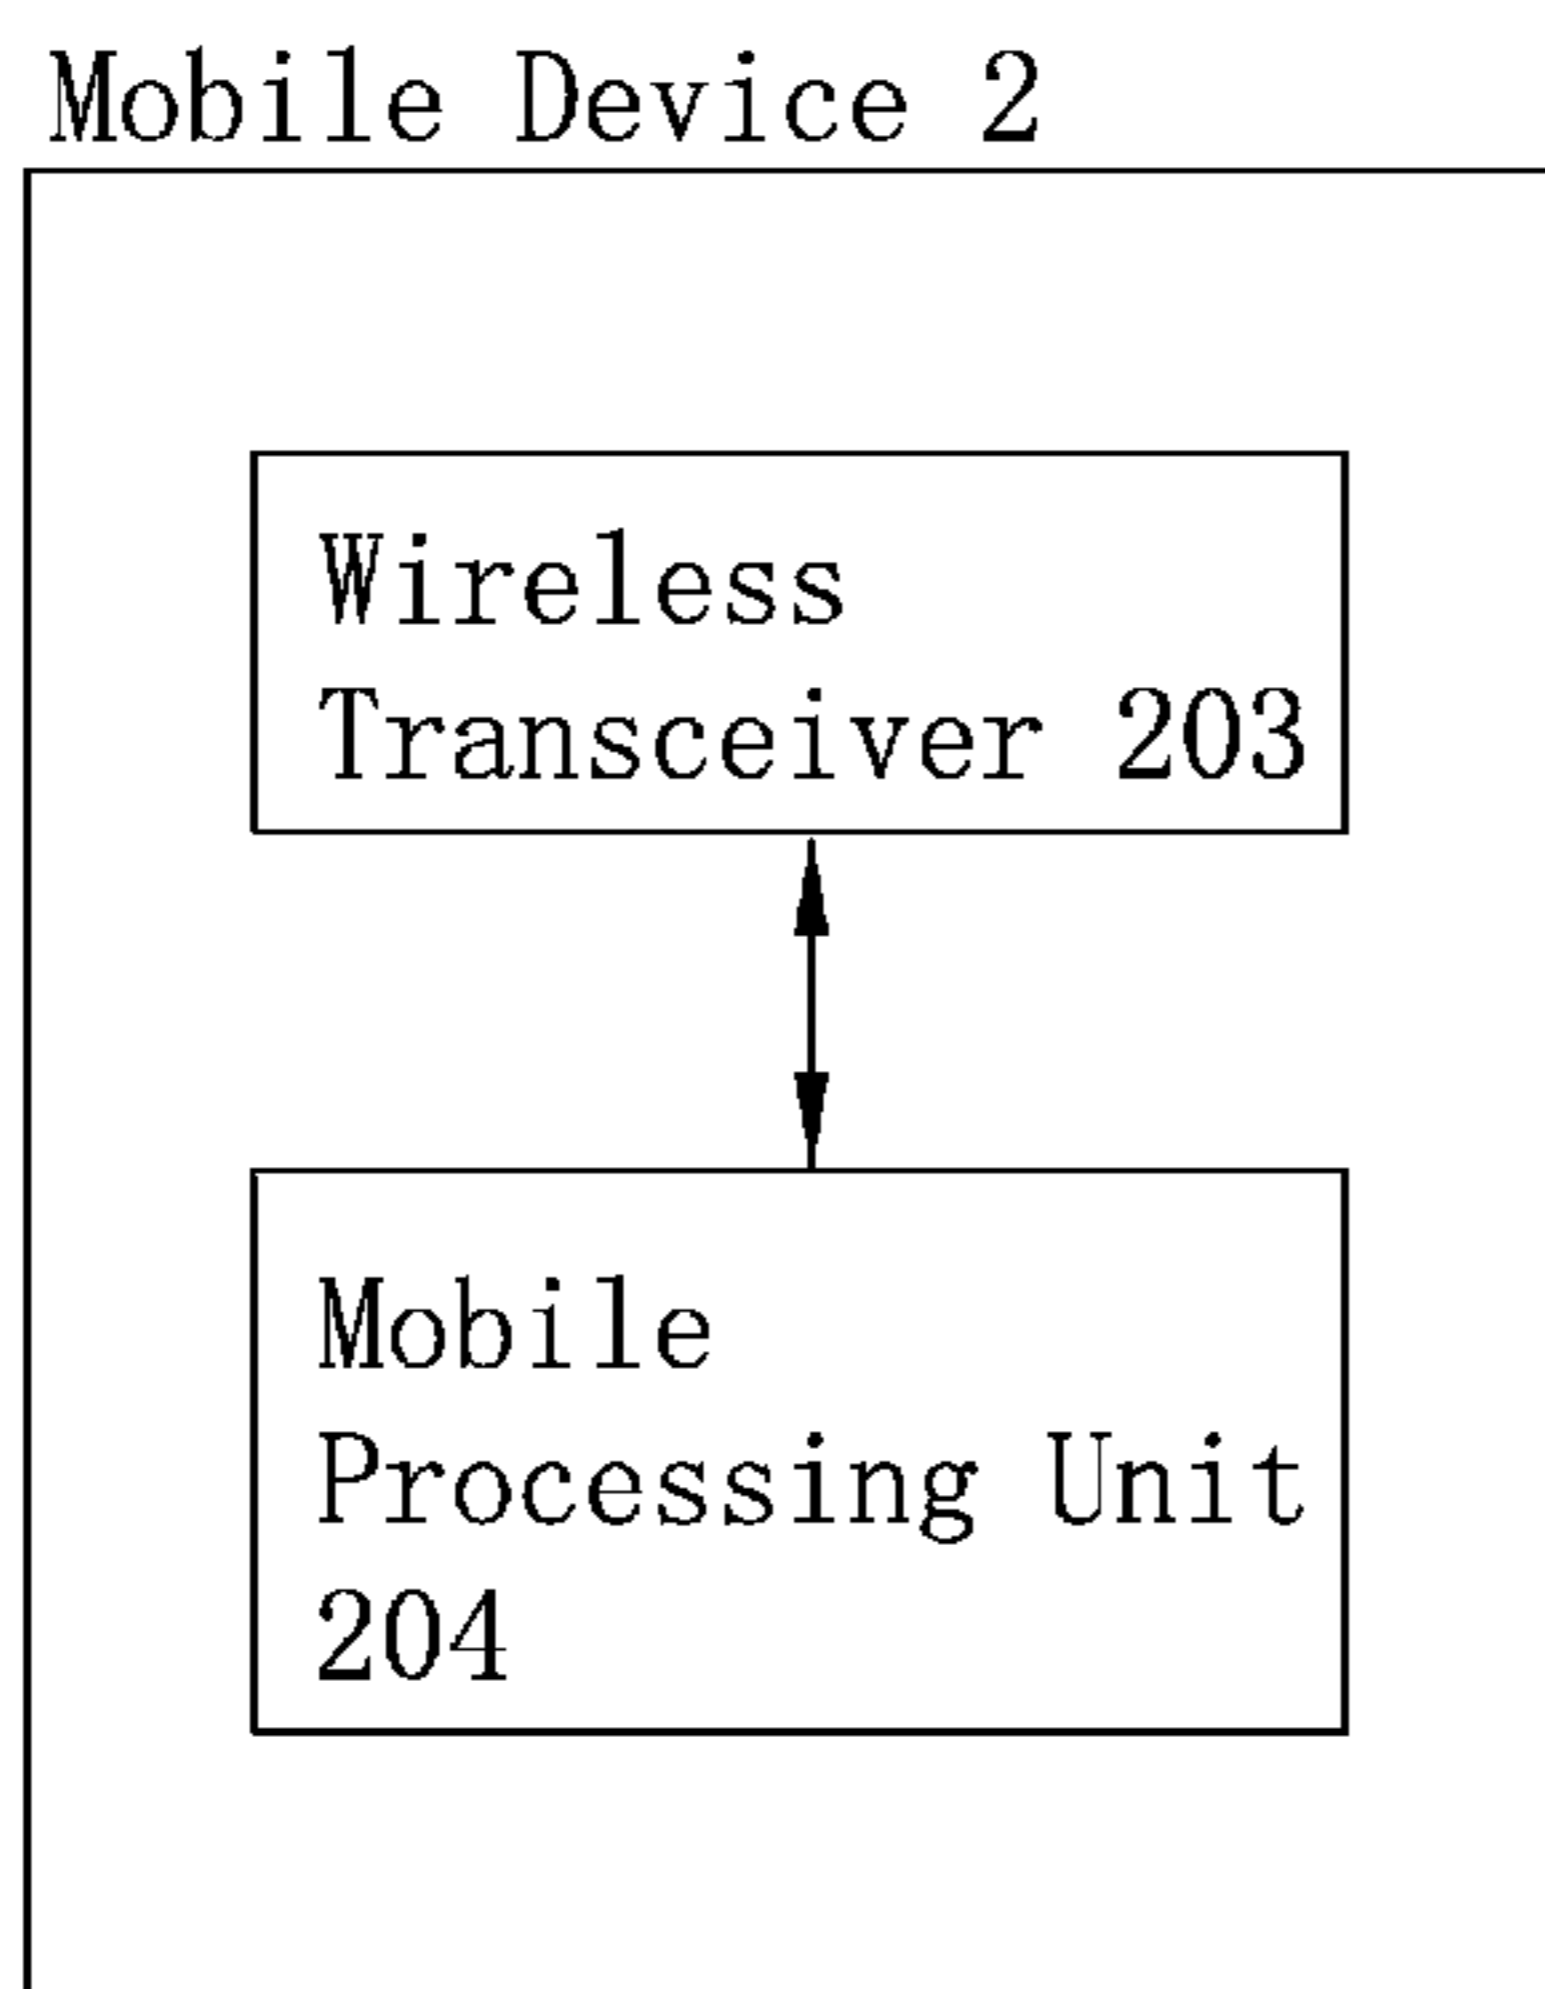 Mobile Device 2
Wireless
Transceiver 203
Mobile
Processing Unit
204